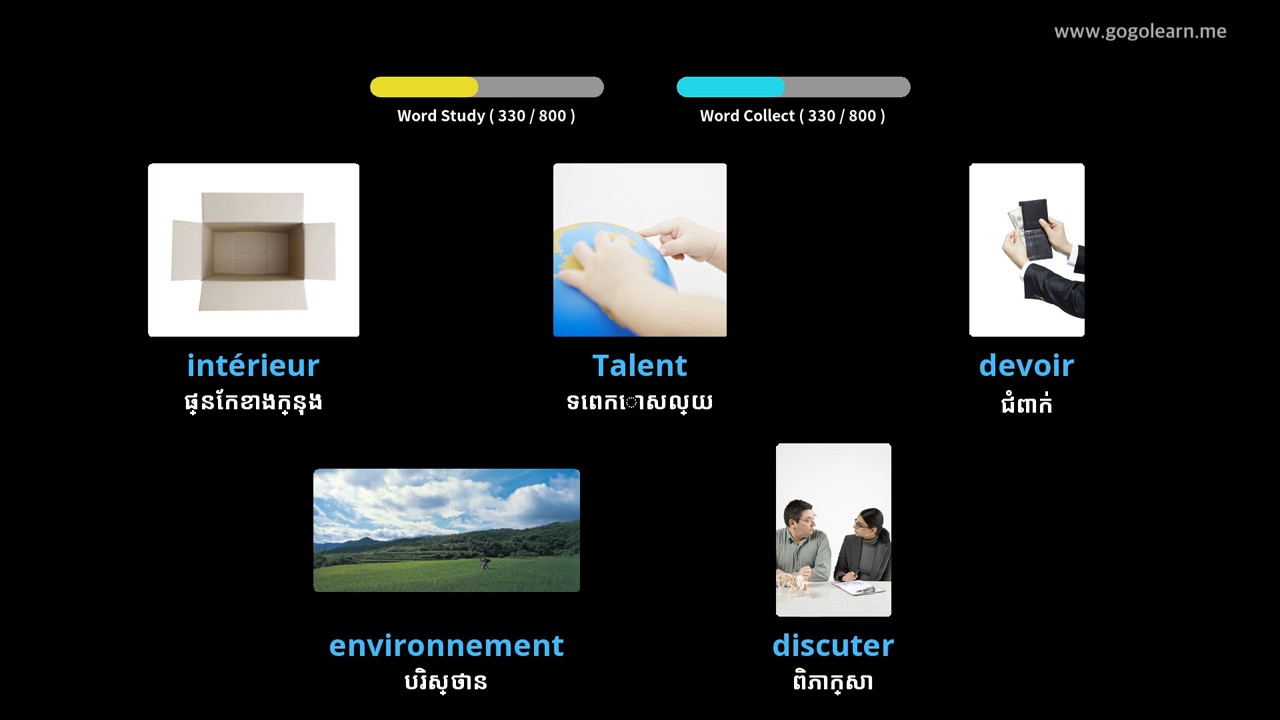 www.gogolearn.me
Word Study ( 330 / 800 )
Word Collect ( 330 / 800 )
intérieur
ផ្នែកខាងក្នុង
Talent
ទេពកោសល្យ
devoir
ជំពាក់
environnement
បរិស្ថាន
discuter
ពិភាក្សា